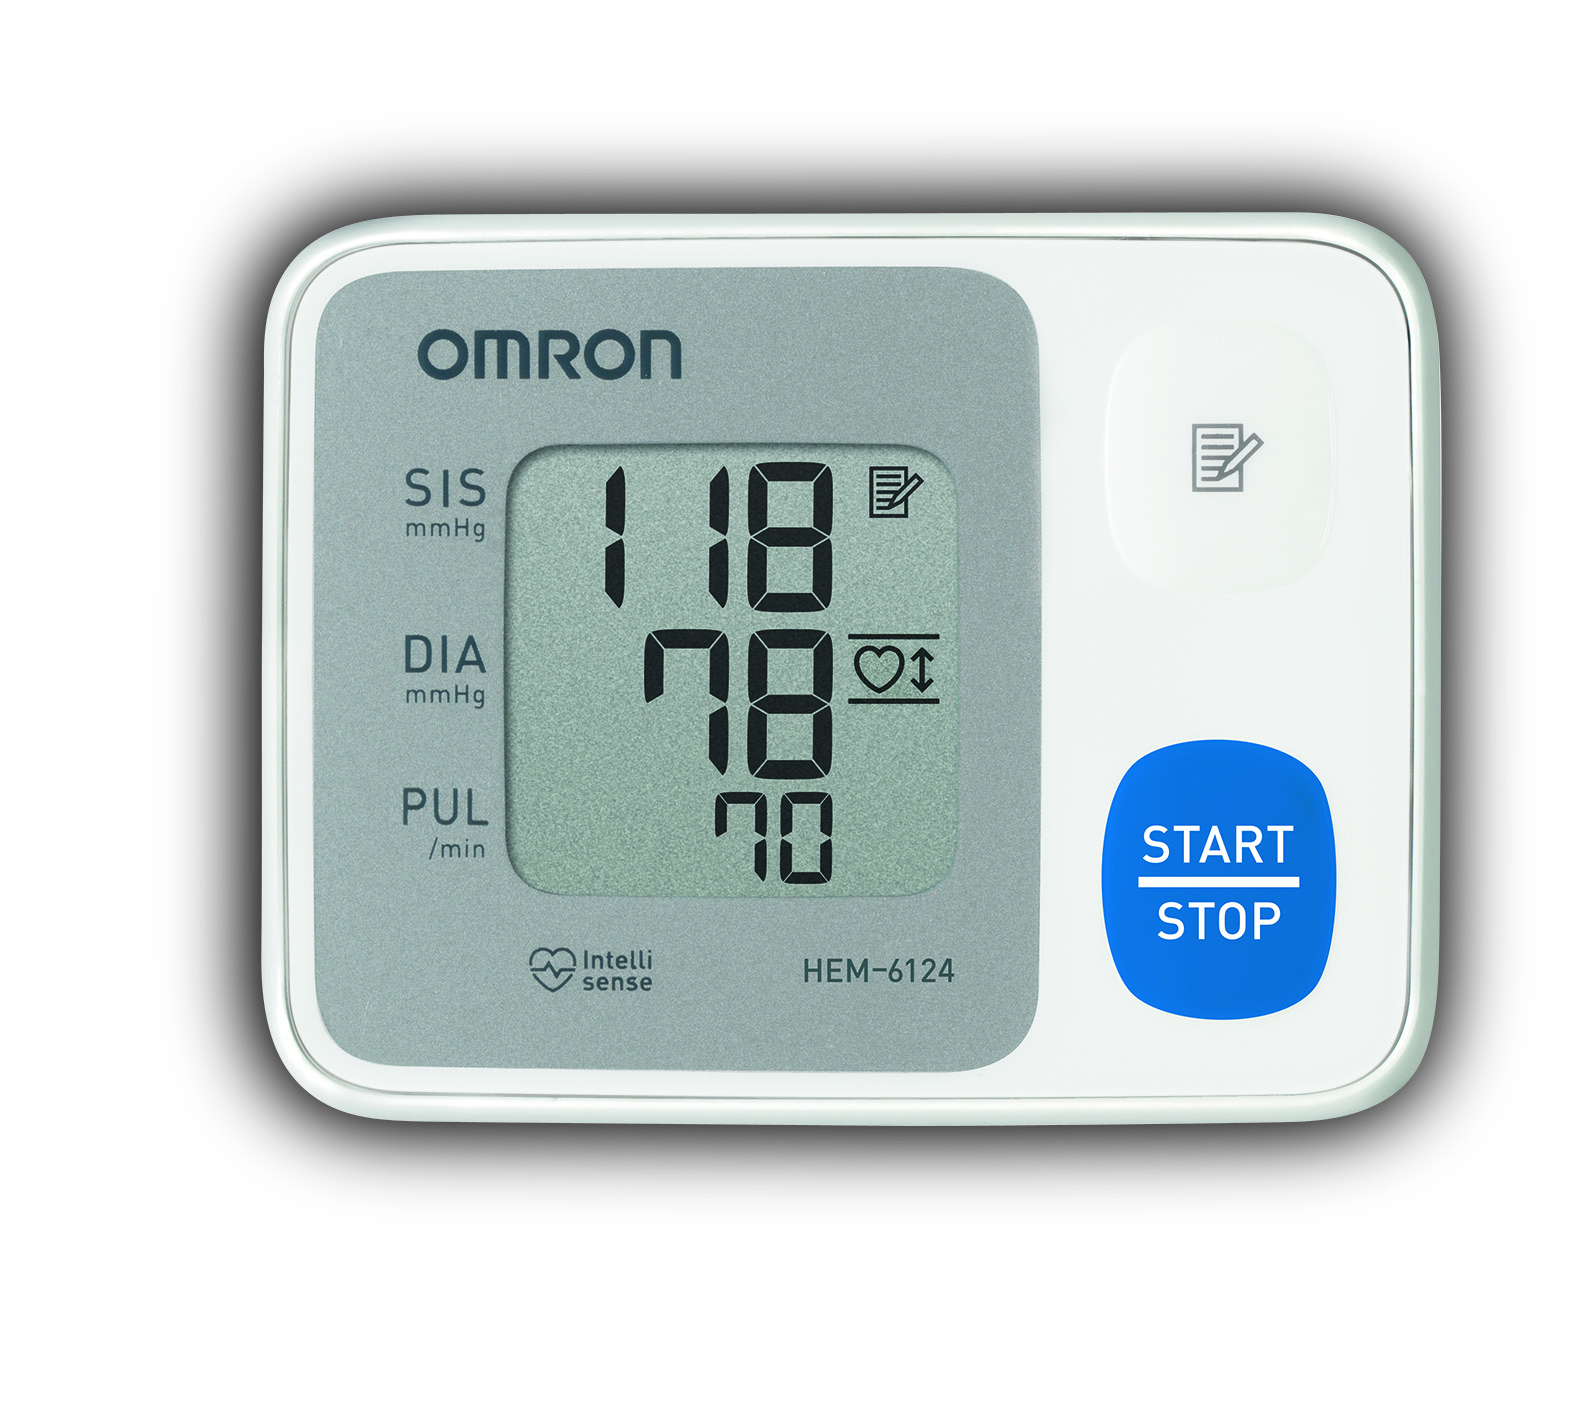 OMRON
SIS
mmHg
118
DIA
mmHg
78
PUL
/min
70
Intelli
sense
HEM-6124
START
STOP